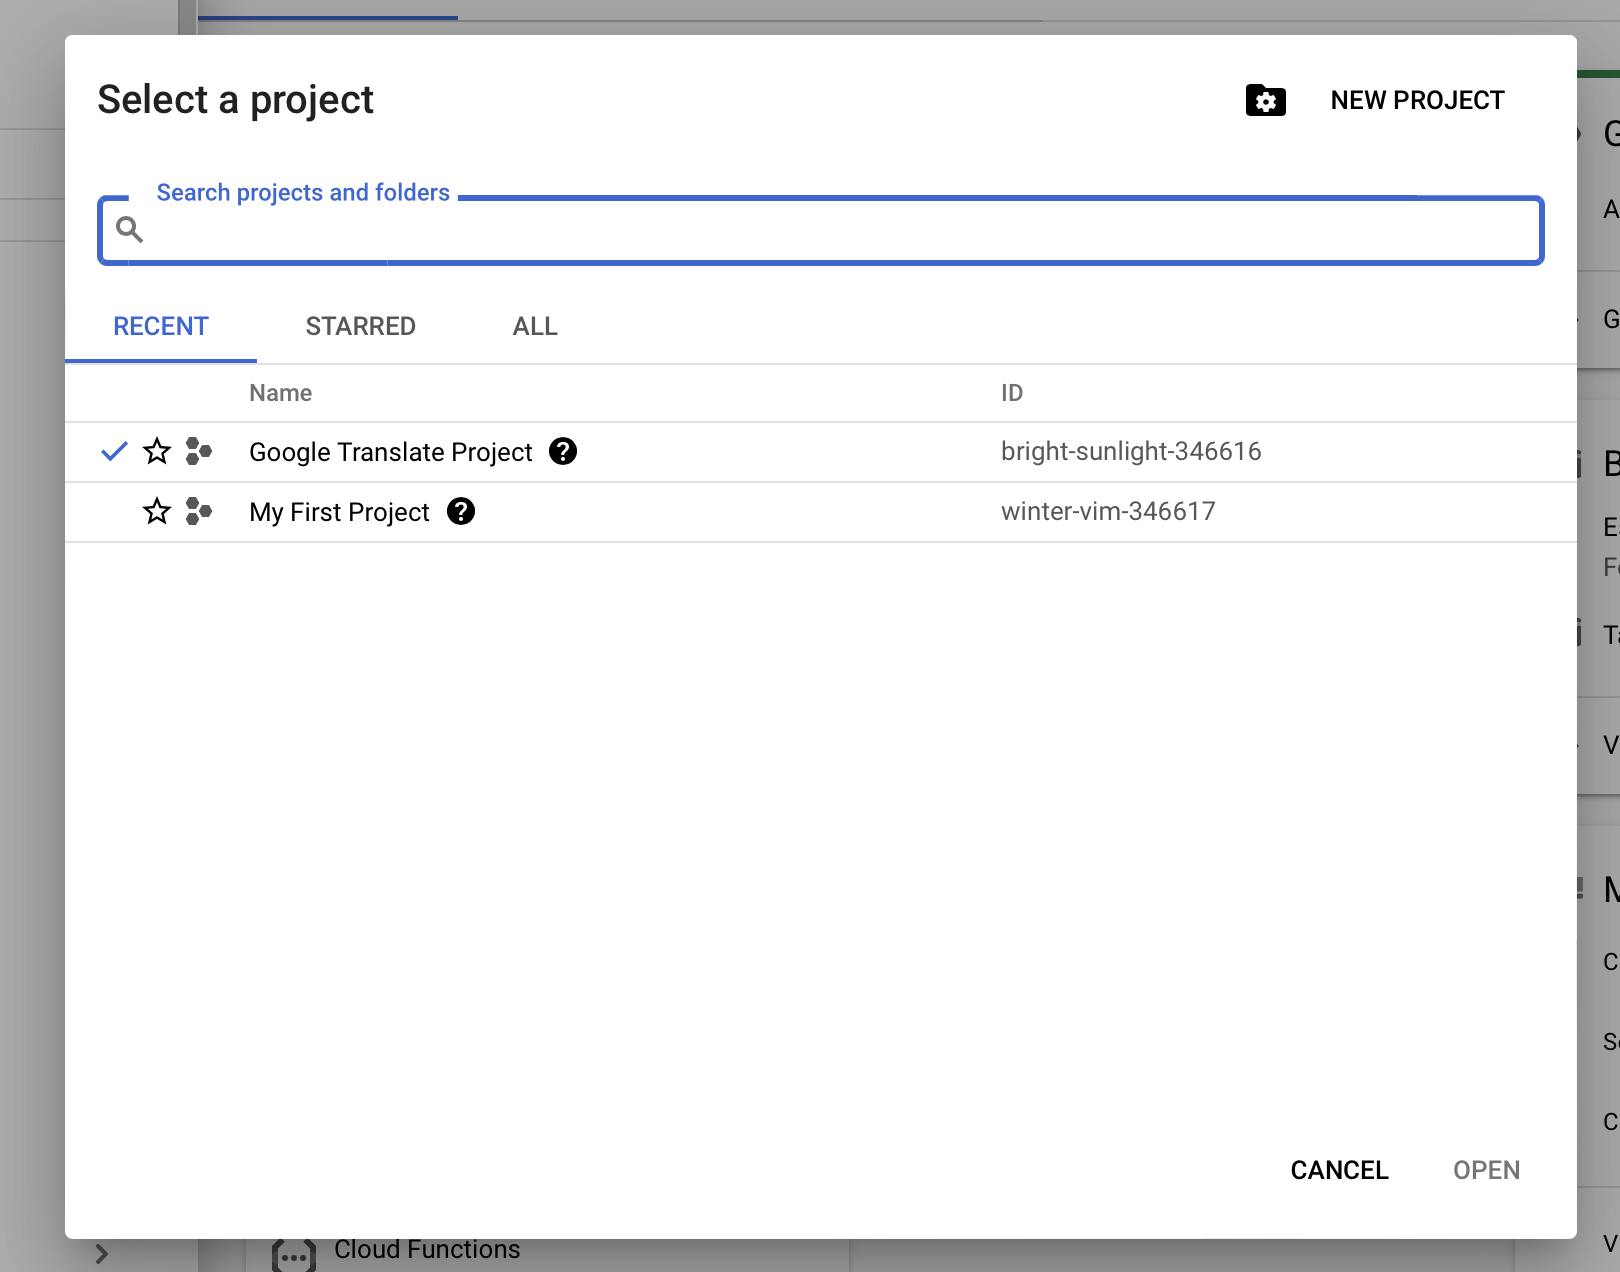 Select a project
NEW PROJECT
Search projects and folders
RECENT STARRED ALL
Name ID
Google Translate Project bright-sunlight-346616
My First Project winter-vim-346617
CANCEL OPEN
Cloud Functions